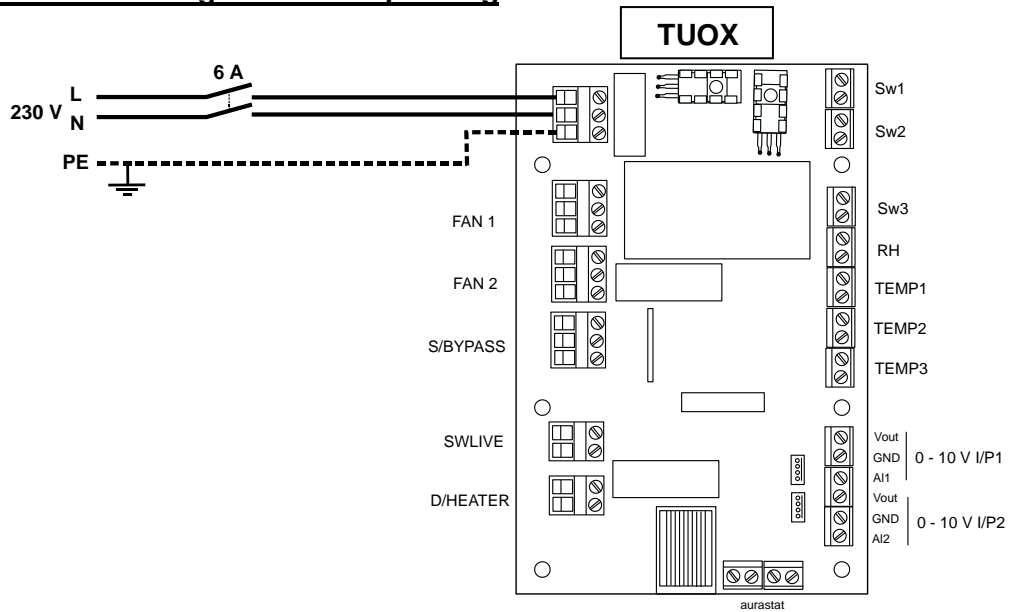 TUOX
6 A
L
230 V
N
PE
FAN 1
FAN 2
S/BYPASS
SWLIVE
D/HEATER
Sw1
Sw2
Sw3
RH
TEMP1
TEMP2
TEMP3
Vout
GND
AI1
0 - 10 V I/P1
Vout
GND
AI2
0 - 10 V I/P2
aurastat